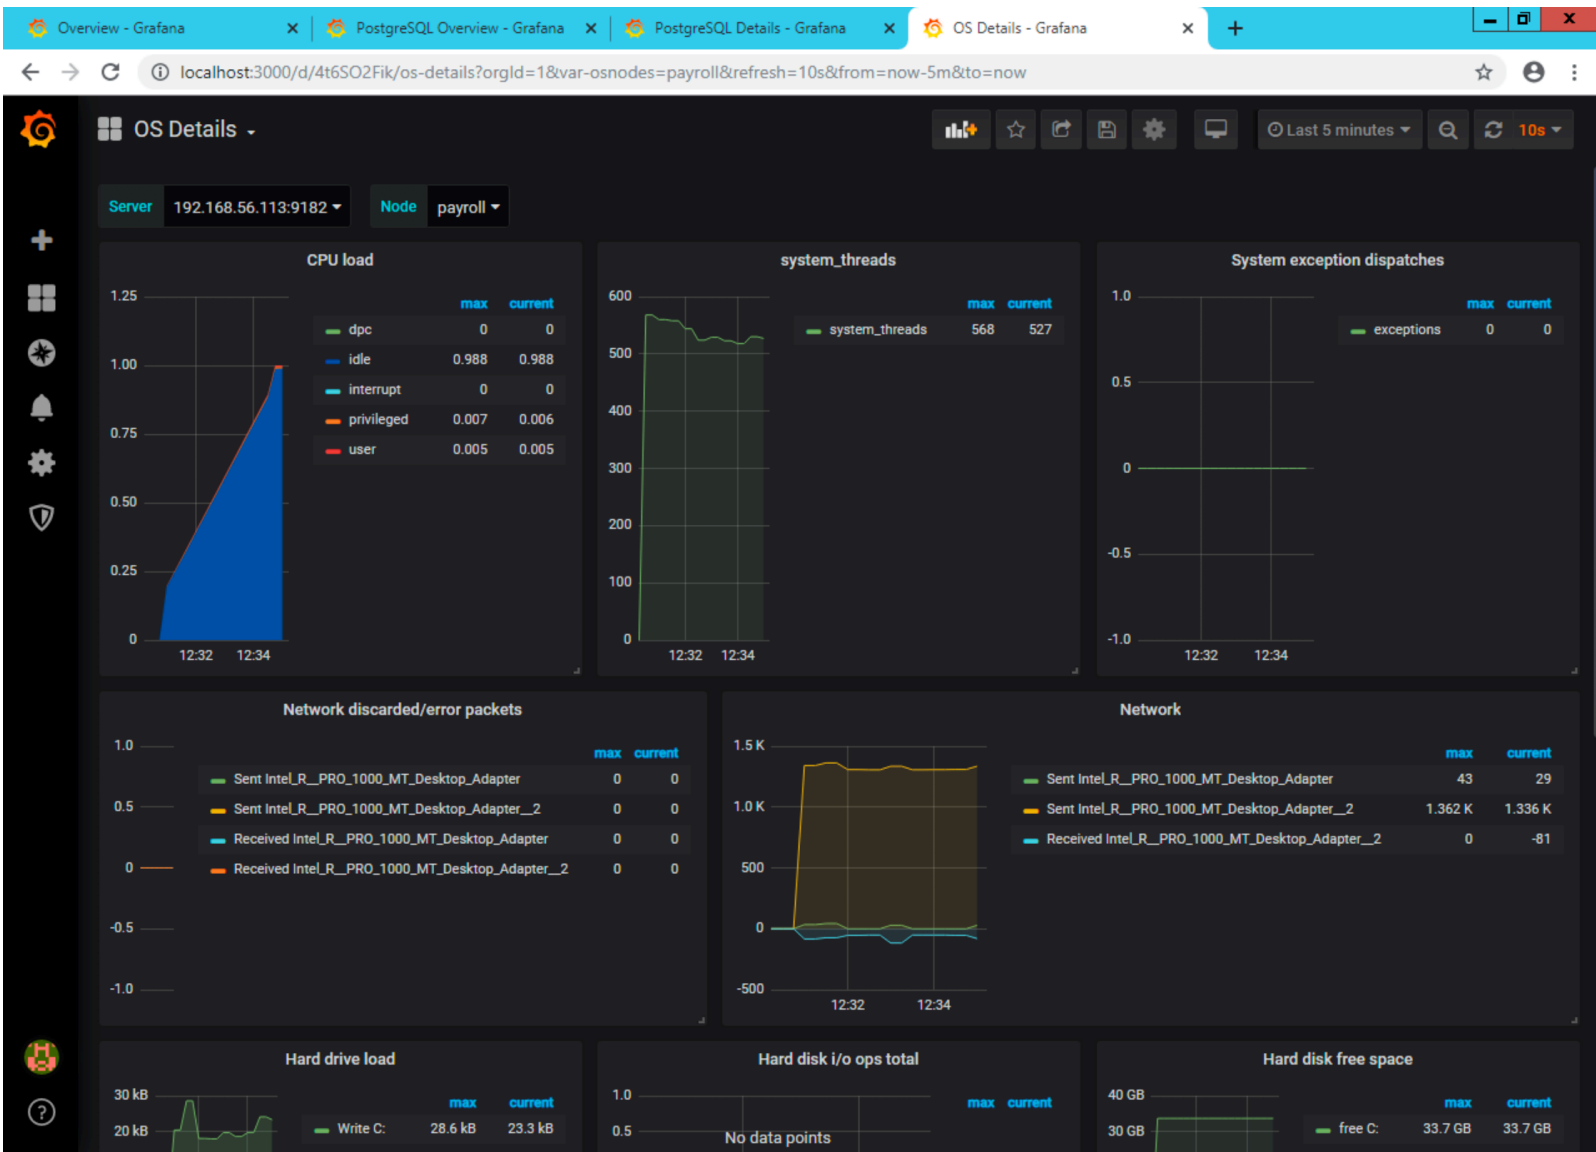 Overview - Grafana
PostgreSQL Overview - Grafana
PostgreSQL Details - Grafana
OS Details - Grafana
localhost:3000/d/4t6SO2Fik/os-details?orgId=1&var-osnodes=payroll&refresh=10s&from=now-5m&to=now
OS Details
Last 5 minutes
10s
Server 192.168.56.113:9182
Node payroll
CPU load
1.25
1.00
0.75
0.50
0.25
0
12:32 12:34
max current
dpc 0 0
idle 0.988 0.988
interrupt 0 0
privileged 0.007 0.006
user 0.005 0.005
system_threads
600
500
400
300
200
100
0
12:32 12:34
max current
system_threads 568 527
System exception dispatches
1.0
0.5
0
-0.5
-1.0
12:32 12:34
max current
exceptions 0 0
Network discarded/error packets
1.0
0.5
0
-0.5
-1.0
max current
Sent Intel_R__PRO_1000_MT_Desktop_Adapter 0 0
Sent Intel_R__PRO_1000_MT_Desktop_Adapter__2 0 0
Received Intel_R__PRO_1000_MT_Desktop_Adapter 0 0
Received Intel_R__PRO_1000_MT_Desktop_Adapter__2 0 0
Network
1.5 K
1.0 K
500
0
-500
12:32 12:34
max current
Sent Intel_R__PRO_1000_MT_Desktop_Adapter 43 29
Sent Intel_R__PRO_1000_MT_Desktop_Adapter__2 1.362 K 1.336 K
Received Intel_R__PRO_1000_MT_Desktop_Adapter__2 0 -81
Hard drive load
30 kB
20 kB
max current
Write C: 28.6 kB 23.3 kB
Hard disk i/o ops total
1.0
0.5
No data points
max current
Hard disk free space
40 GB
30 GB
max current
free C: 33.7 GB 33.7 GB